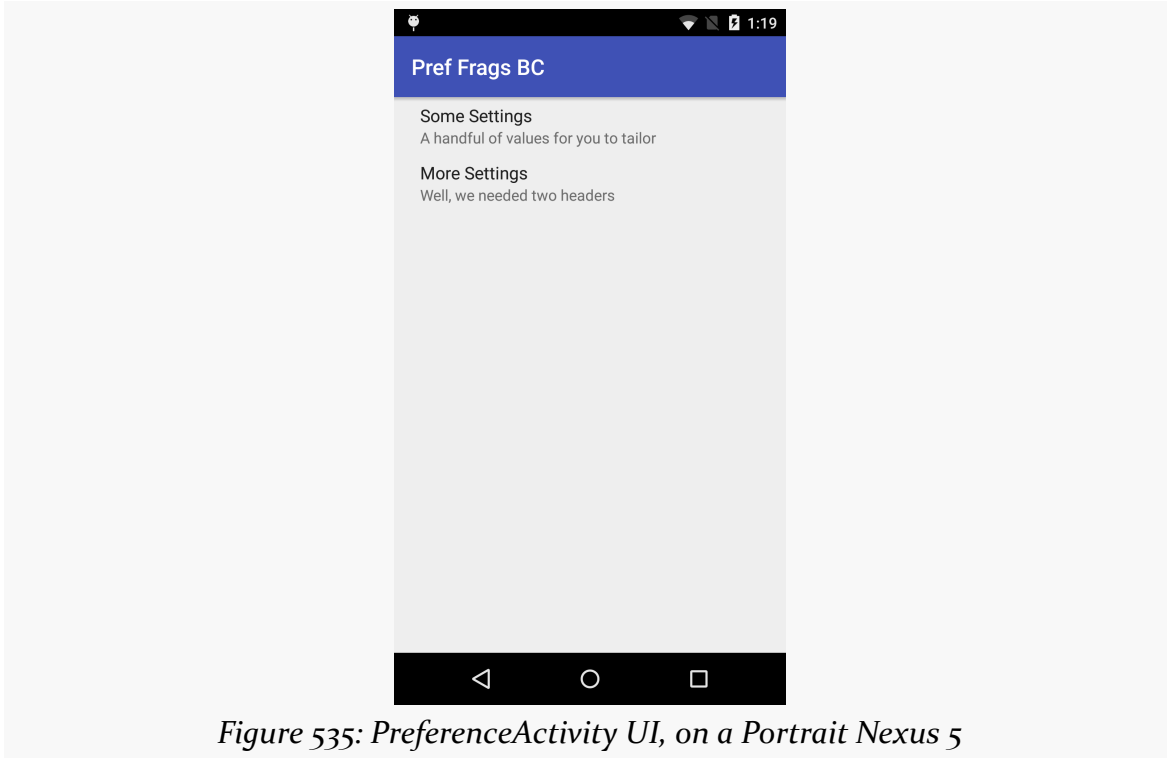 1:19
Pref Frags BC
Some Settings
A handful of values for you to tailor
More Settings
Well, we needed two headers
Figure 535: PreferenceActivity UI, on a Portrait Nexus 5